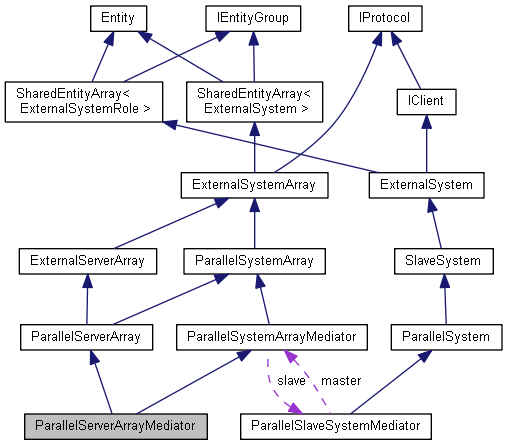 Entity
IEntityGroup
IProtocol
SharedEntityArray<
ExternalSystemRole >
SharedEntityArray<
ExternalSystem >
IClient
ExternalSystemArray
ExternalSystem
ExternalServerArray
ParallelSystemArray
SlaveSystem
ParallelServerArray
ParallelSystemArrayMediator
ParallelSystem
slave
master
ParallelServerArrayMediator
ParallelSlaveSystemMediator